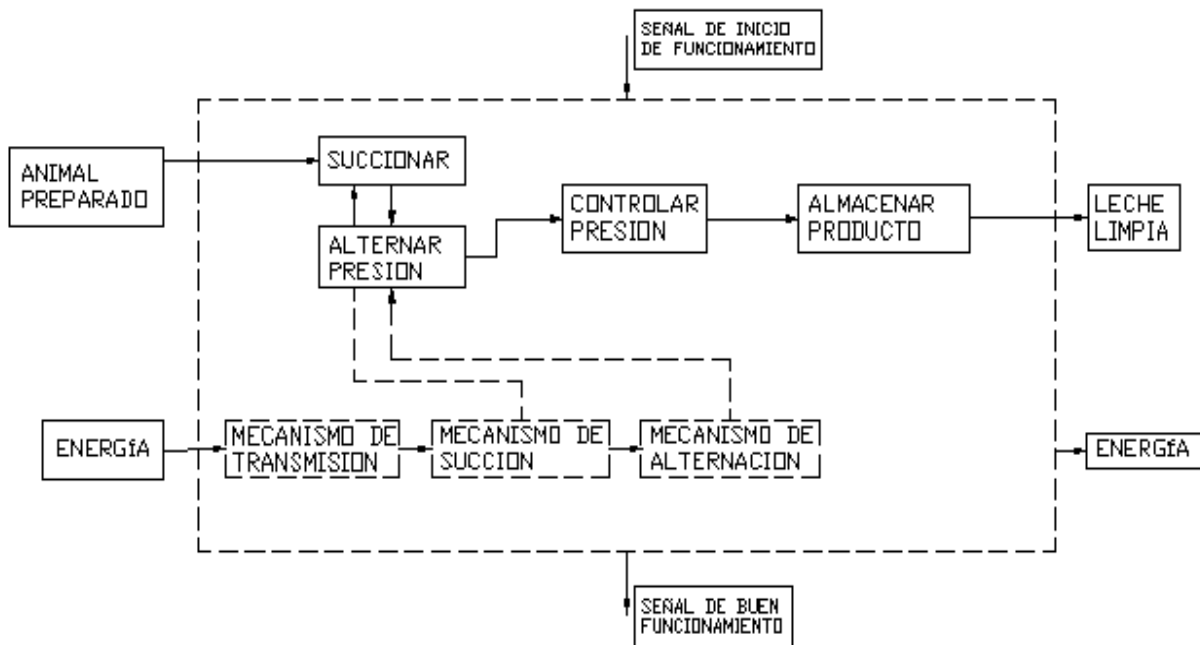 SEÑAL DE INICIO
DE FUNCIONAMIENTO
ANIMAL
PREPARADO
SUCCIONAR
ALTERNAR
PRESION
CONTROLAR
PRESION
ALMACENAR
PRODUCTO
LECHE
LIMPIA
ENERGíA
MECANISMO DE
TRANSMISION
MECANISMO DE
SUCCION
MECANISMO DE
ALTERNACION
ENERGíA
SEÑAL DE BUEN
FUNCIONAMIENTO